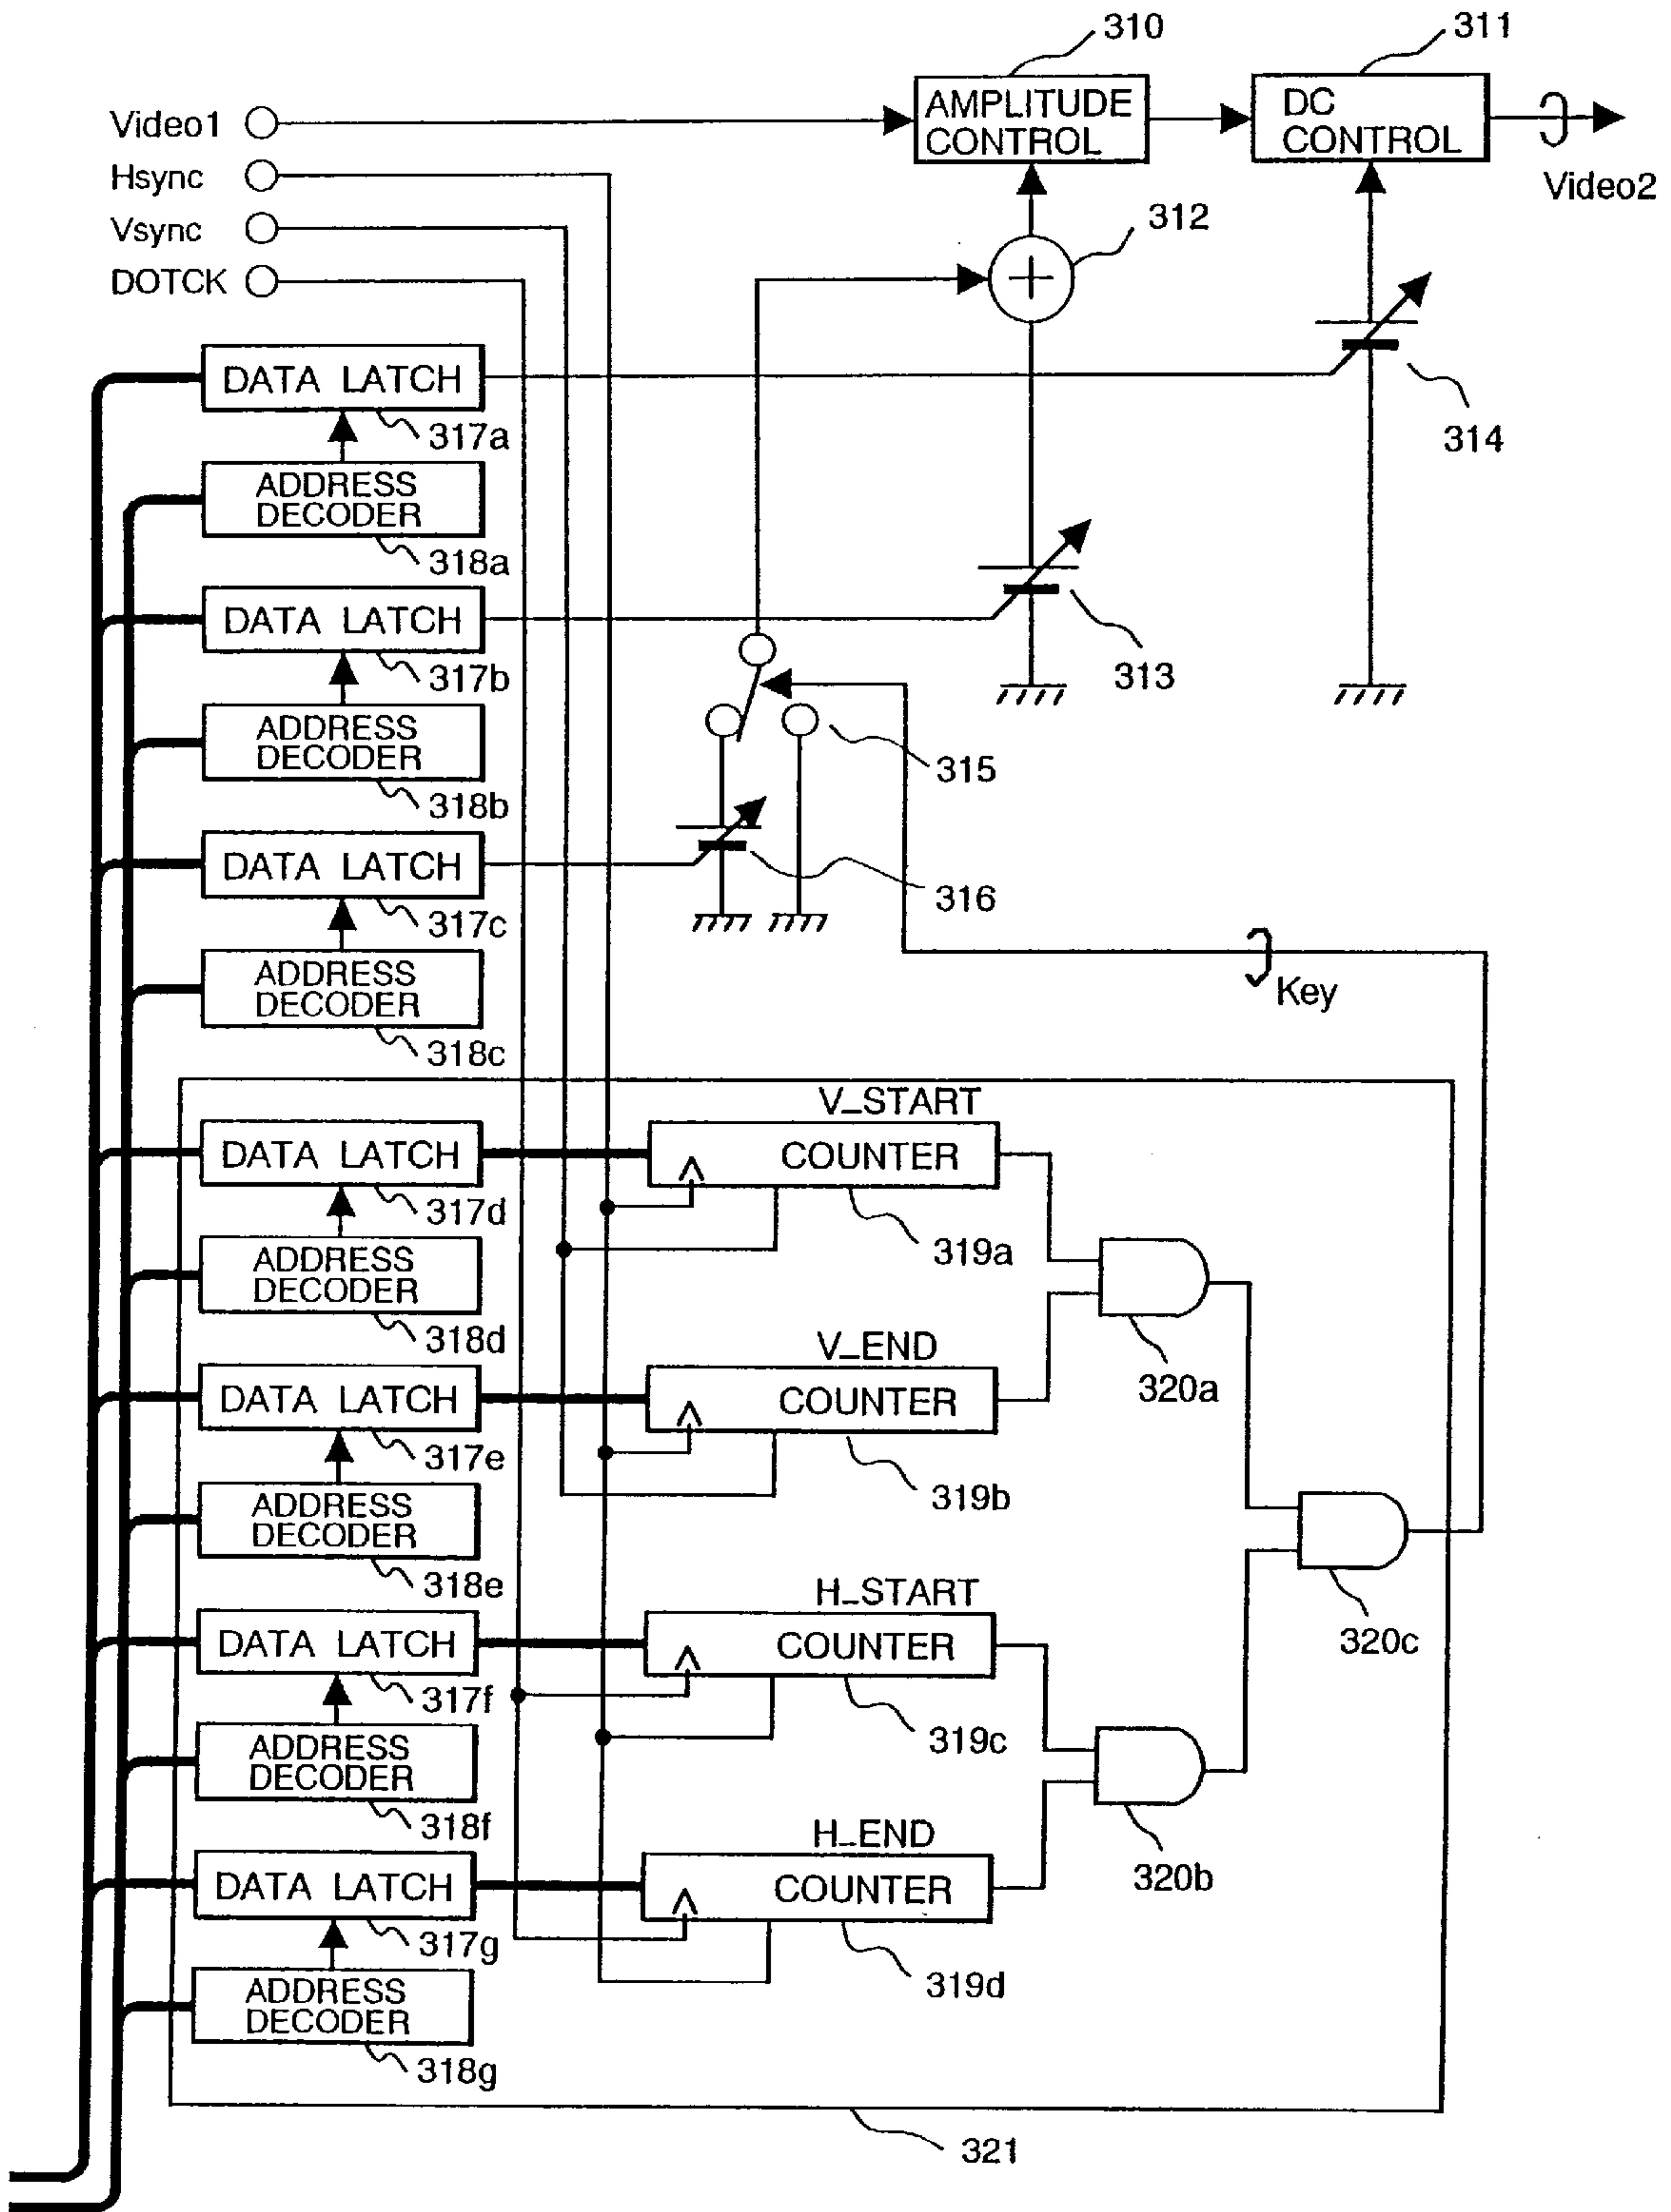 310
311
Video1
AMPLITUDE
CONTROL
DC
CONTROL
Hsync
Video2
Vsync
312
DOTCK
DATA LATCH
317a
314
ADDRESS
DECODER
318a
DATA LATCH
317b
313
ADDRESS
DECODER
318b
315
DATA LATCH
316
317c
ADDRESS
DECODER
Key
318c
V_START
DATA LATCH
COUNTER
317d
319a
ADDRESS
DECODER
318d
V_END
320a
DATA LATCH
COUNTER
317e
319b
ADDRESS
DECODER
318e
H_START
DATA LATCH
COUNTER
320c
317f
319c
ADDRESS
DECODER
318f
H_END
320b
DATA LATCH
COUNTER
317g
319d
ADDRESS
DECODER
318g
321